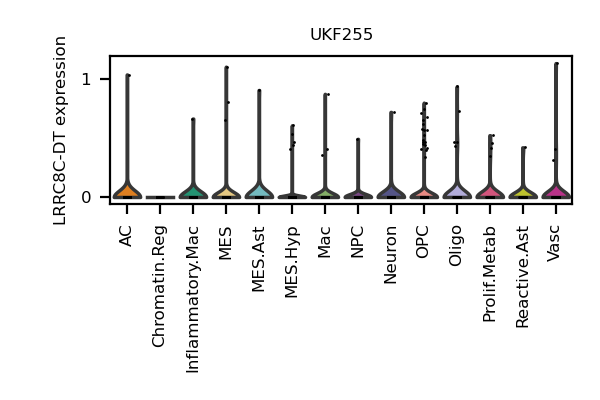 UKF255
LRRC8C-DT expression
1
0
AC
Chromatin.Reg
Inflammatory.Mac
MES
MES.Ast
MES.Hyp
Mac
NPC
Neuron
OPC
Oligo
Prolif.Metab
Reactive.Ast
Vasc